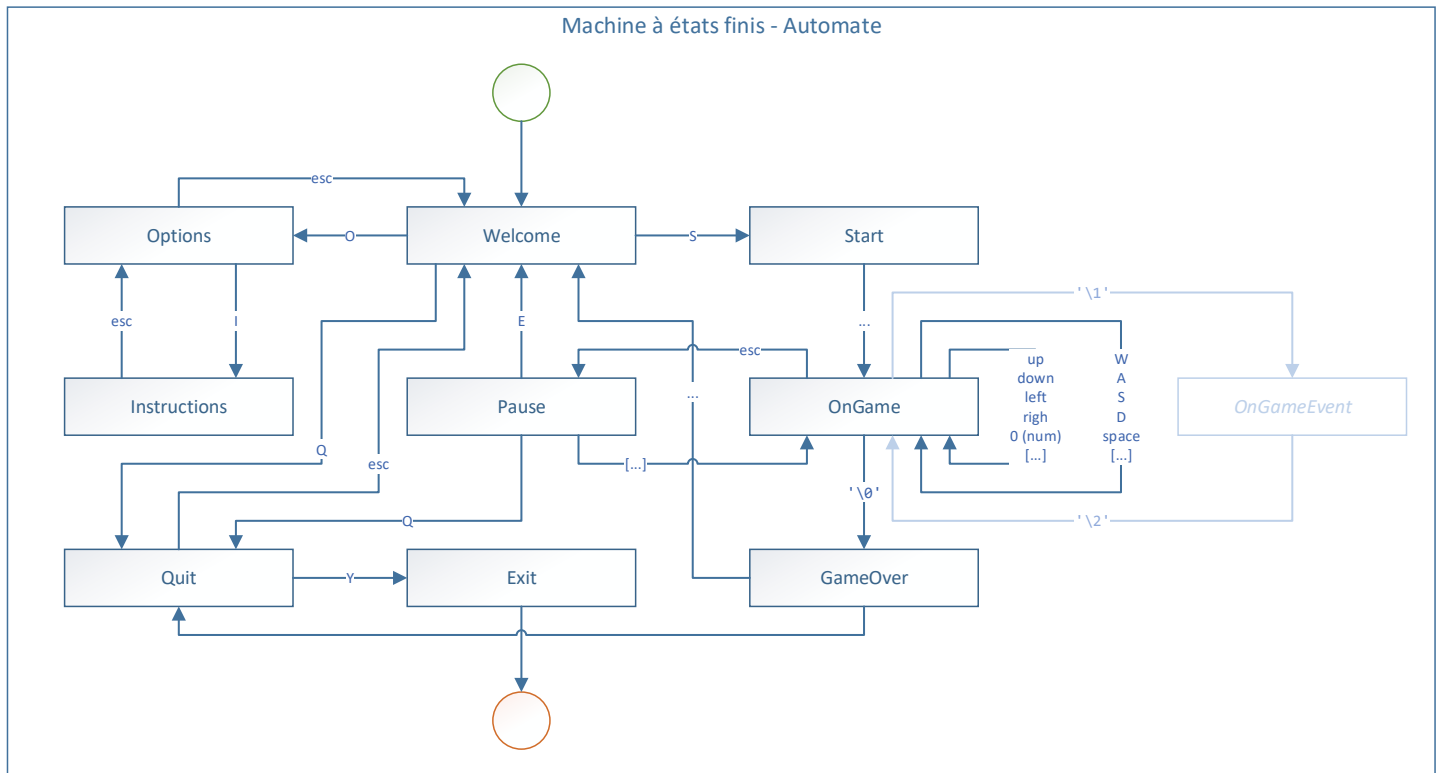 Machine à états finis - Automate
esc
Options
O
Welcome
S
Start
'\1'
esc
I
E
...
esc
up
down
left
righ
0 (num)
[...]
W
A
S
D
space
[...]
Instructions
Pause
...
OnGame
OnGameEvent
Q
esc
[...]
'\0'
Q
'\2'
Quit
Y
Exit
GameOver